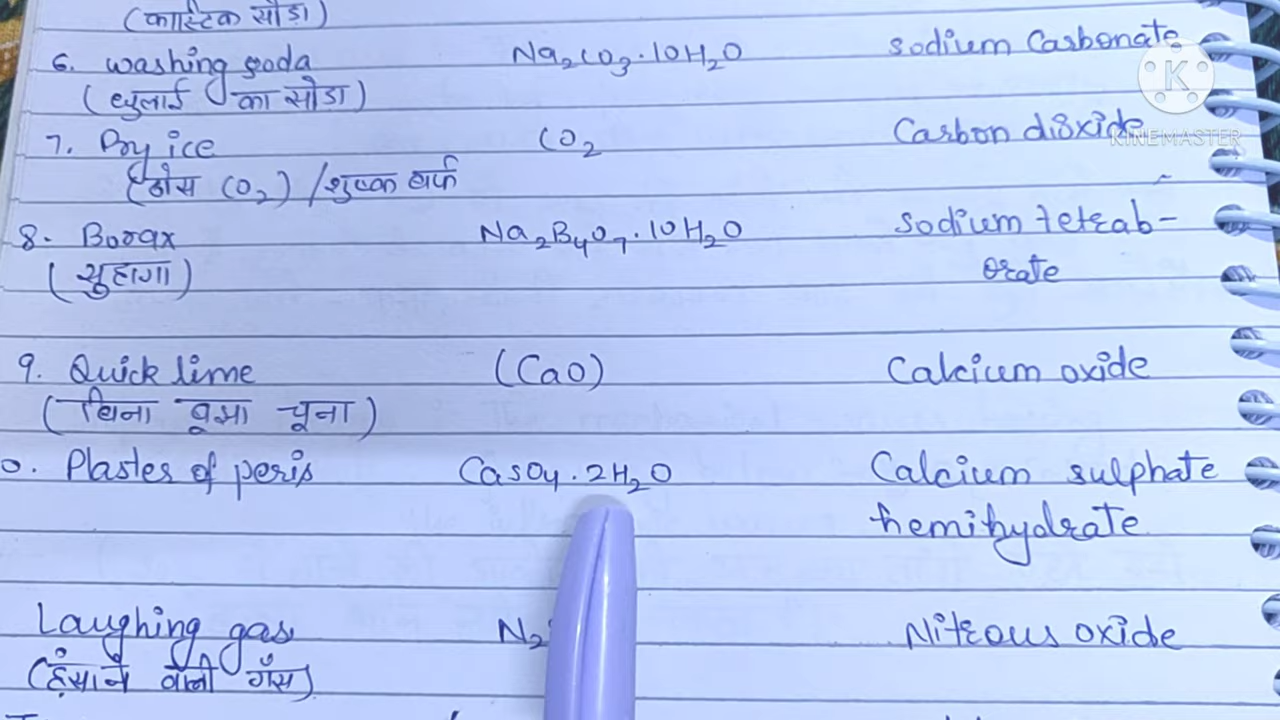 (कास्टिक सोडा)
6. Washing soda Na2CO3.10H2O Sodium Carbonate
(धुलाई का सोडा)
7. Dry ice CO2 Carbon dioxide
(ठोस CO2) / शुष्क बर्फ
8. Borax Na2B4O7.10H2O Sodium tetrab-
(सुहागा) orate
9. Quick lime (CaO) Calcium oxide
(बिना बुझा चूना)
0. Plaster of peris CaSO4.2H2O Calcium sulphate
hemihydrate
Laughing gas N2 Nitrous oxide
(हंसाने वाली गैस)
K
KINEMASTER